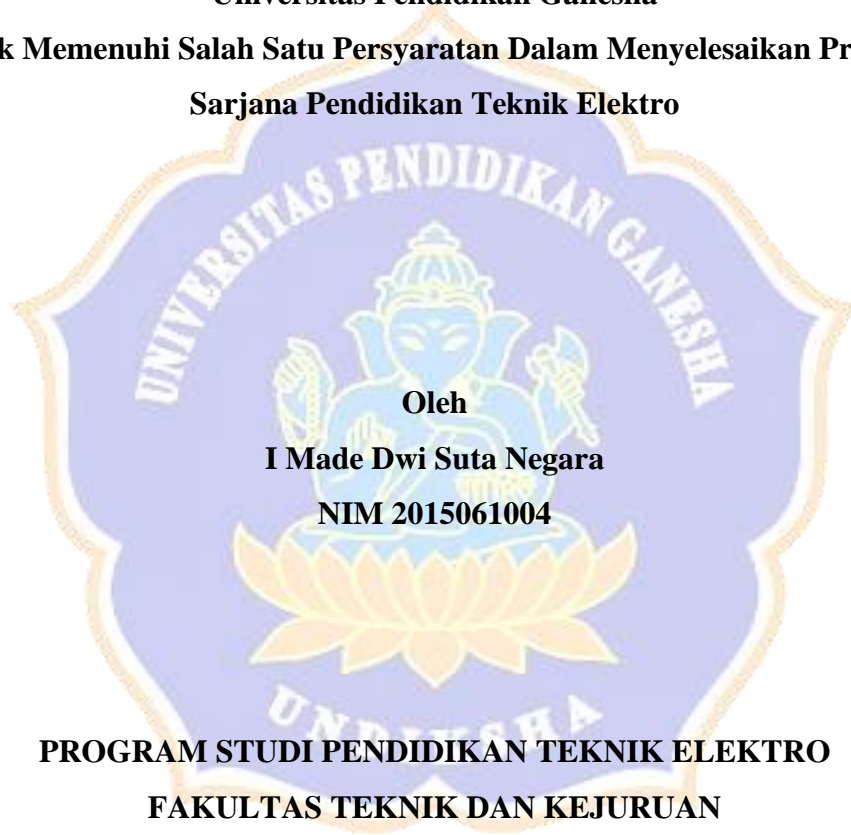 Universitas Pendidikan Ganesha
k Memenuhi Salah Satu Persyaratan Dalam Menyelesaikan Pr
Sarjana Pendidikan Teknik Elektro
UNIVERSITAS PENDIDIKAN GANESHA
Oleh
I Made Dwi Suta Negara
NIM 2015061004
UNDIKSHA
PROGRAM STUDI PENDIDIKAN TEKNIK ELEKTRO
FAKULTAS TEKNIK DAN KEJURUAN